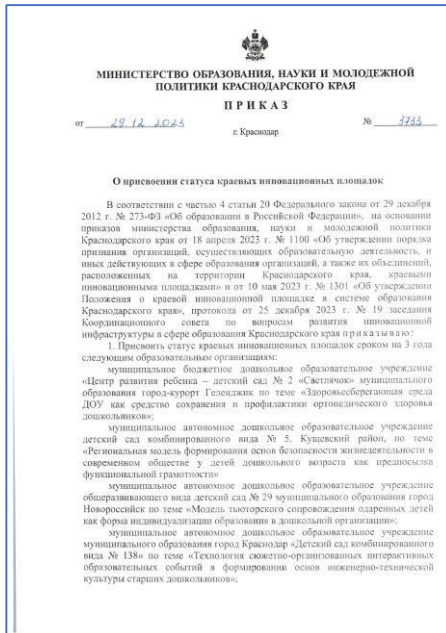 МИНИСТЕРСТВО ОБРАЗОВАНИЯ, НАУКИ И МОЛОДЕЖНОЙ
ПОЛИТИКИ КРАСНОДАРСКОГО КРАЯ
ПРИКАЗ
от 29.12.2023 № 3733
г. Краснодар
О присвоении статуса краевых инновационных площадок
В соответствии с частью 4 статьи 20 Федерального закона от 29 декабря
2012 г. № 273-ФЗ «Об образовании в Российской Федерации», на основании
приказов министерства образования, науки и молодежной политики
Краснодарского края от 18 апреля 2023 г. № 1100 «Об утверждении порядка
признания организаций, осуществляющих образовательную деятельность, и
иных действующих в сфере образования организаций, а также их объединений,
расположенных на территории Краснодарского края, краевыми
инновационными площадками» и от 10 мая 2023 г. № 1301 «Об утверждении
Положения о краевой инновационной площадке в системе образования
Краснодарского края», протокола от 25 декабря 2023 г. № 19 заседания
Координационного совета по вопросам развития инновационной
инфраструктуры в сфере образования Краснодарского края п р и к а з ы в а ю:
1. Присвоить статус краевых инновационных площадок сроком на 3 года
следующим образовательным организациям:
муниципальное бюджетное дошкольное образовательное учреждение
«Центр развития ребенка – детский сад № 2 «Светлячок» муниципального
образования город-курорт Геленджик по теме «Здоровьесберегающая среда
ДОУ как средство сохранения и профилактики ортопедического здоровья
дошкольников»;
муниципальное автономное дошкольное образовательное учреждение
детский сад комбинированного вида № 5, Кущевский район, по теме
«Региональная модель формирования основ безопасности жизнедеятельности в
современном обществе у детей дошкольного возраста как предпосылка
функциональной грамотности»
муниципальное автономное дошкольное образовательное учреждение
общеразвивающего вида детский сад № 29 муниципального образования город
Новороссийск по теме «Модель тьюторского сопровождения одаренных детей
как форма индивидуализации образования в дошкольной организации»;
муниципальное автономное дошкольное образовательное учреждение
муниципального образования город Краснодар «Детский сад комбинированного
вида № 138» по теме «Технология сюжетно-организованных интерактивных
образовательных событий в формировании основ инженерно-технической
культуры старших дошкольников»;